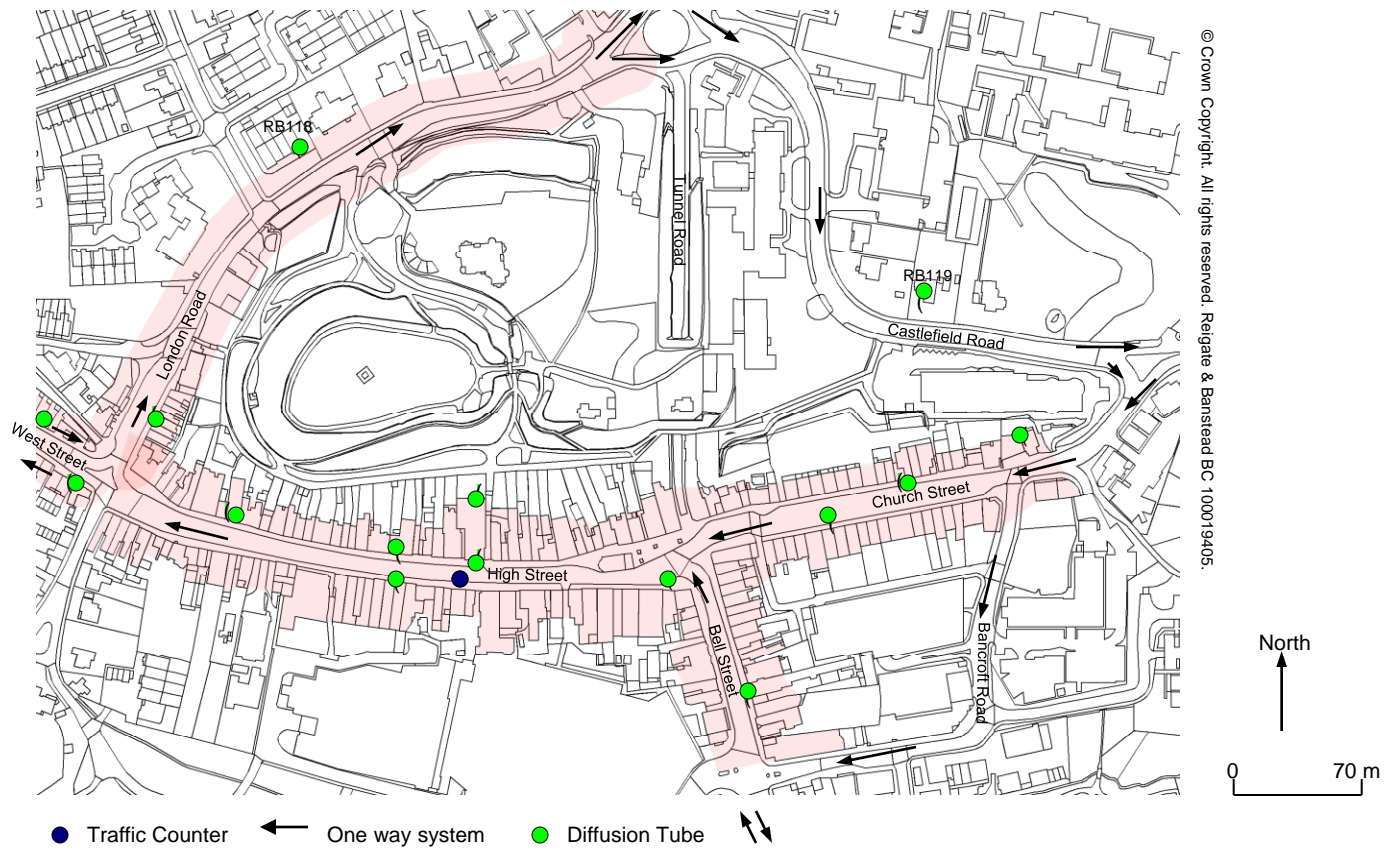 RB118
Tunnel Road
RB119
London Road
Castlefield Road
West Street
Church Street
High Street
Bell Street
Bancroft Road
© Crown Copyright. All rights reserved. Reigate & Banstead BC 100019405.
North
0 70 m
Traffic Counter One way system Diffusion Tube